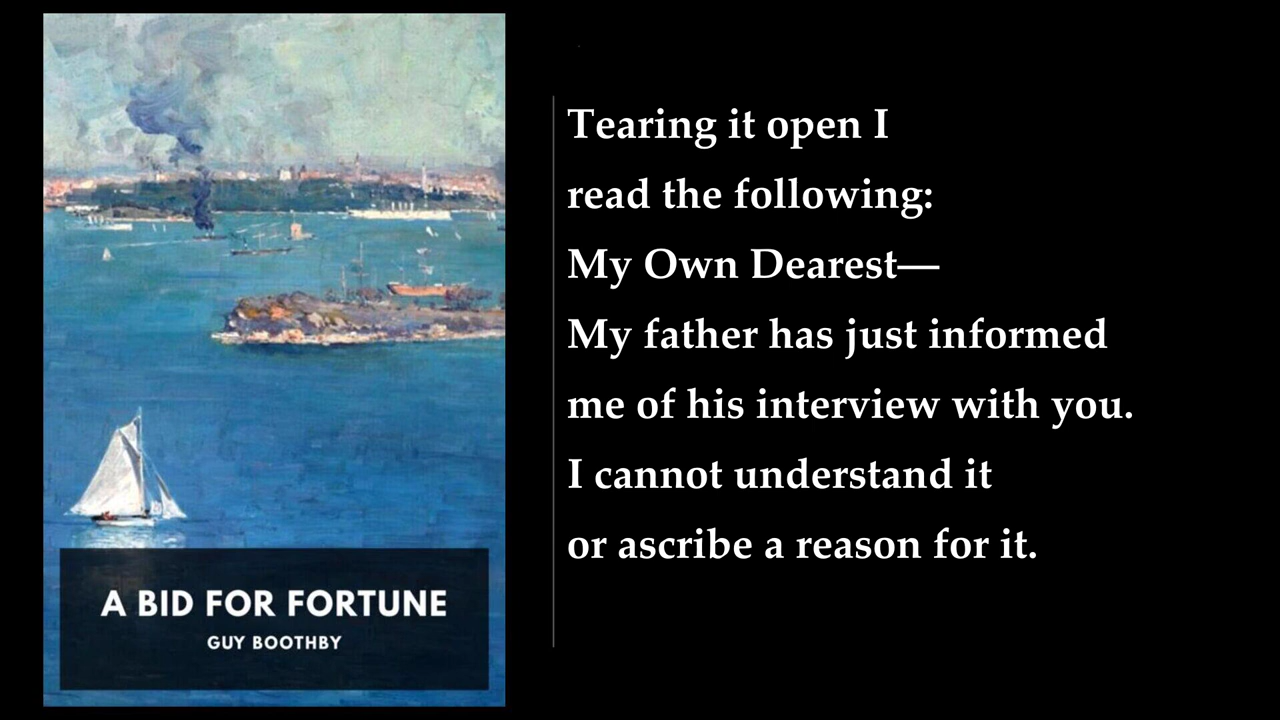 A BID FOR FORTUNE
GUY BOOTHBY
Tearing it open I
read the following:
My Own Dearest—
My father has just informed
me of his interview with you.
I cannot understand it
or ascribe a reason for it.